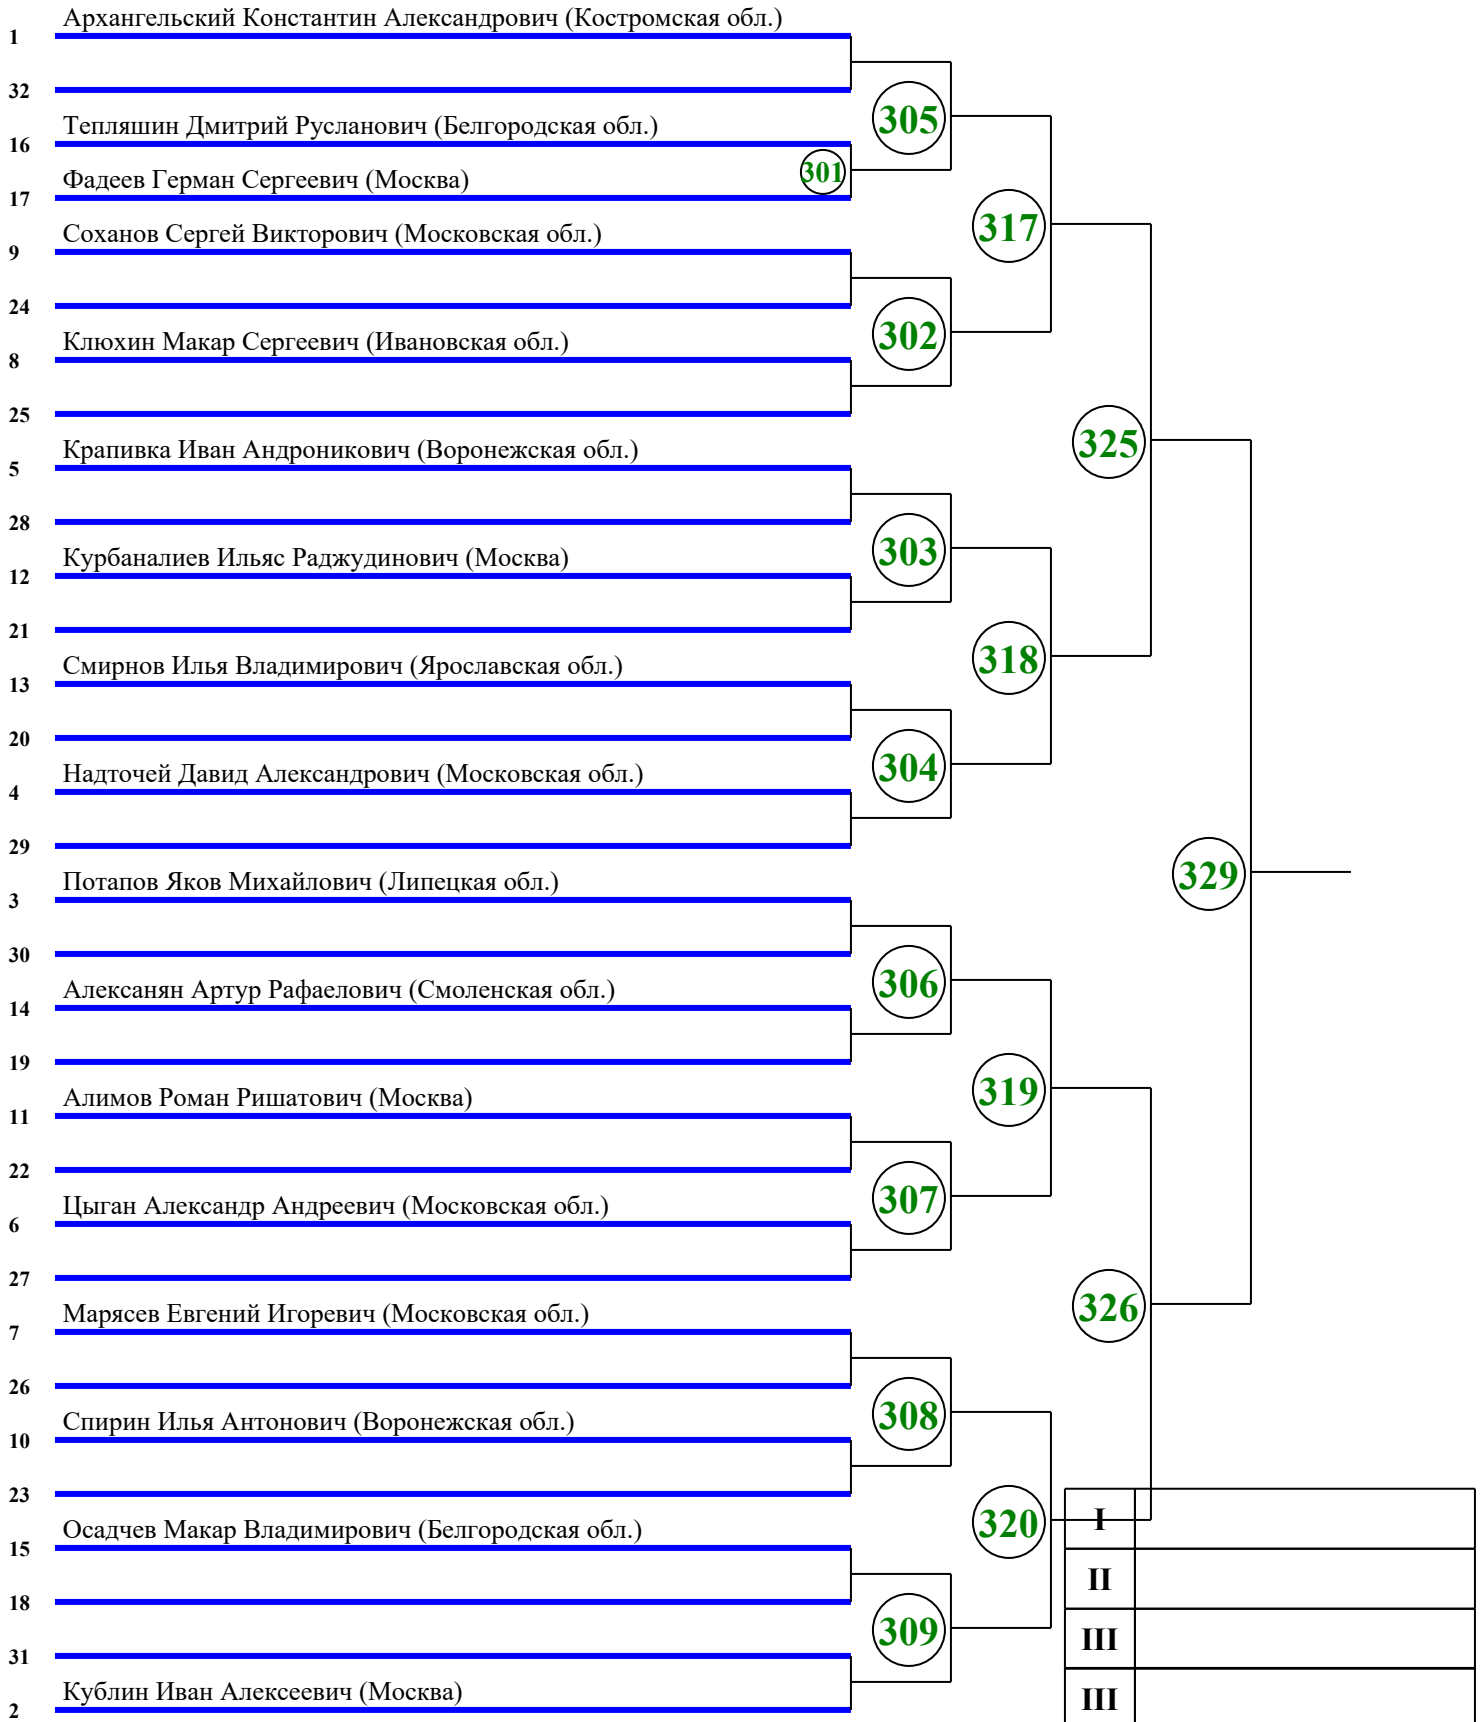 Архангельский Константин Александрович (Костромская обл.)
1
32
305
Тепляшин Дмитрий Русланович (Белгородская обл.)
16
301
Фадеев Герман Сергеевич (Москва)
17
317
Соханов Сергей Викторович (Московская обл.)
9
24
302
Клюхин Макар Сергеевич (Ивановская обл.)
8
25
325
Крапивка Иван Андроникович (Воронежская обл.)
5
28
303
Курбаналиев Ильяс Раджудинович (Москва)
12
21
318
Смирнов Илья Владимирович (Ярославская обл.)
13
20
304
Надточей Давид Александрович (Московская обл.)
4
29
329
Потапов Яков Михайлович (Липецкая обл.)
3
30
306
Алексанян Артур Рафаелович (Смоленская обл.)
14
19
319
Алимов Роман Ришатович (Москва)
11
22
307
Цыган Александр Андреевич (Московская обл.)
6
27
326
Марясев Евгений Игоревич (Московская обл.)
7
26
308
Спирин Илья Антонович (Воронежская обл.)
10
23
320
I
Осадчев Макар Владимирович (Белгородская обл.)
15
II
18
309
III
31
Кублин Иван Алексеевич (Москва)
2
III